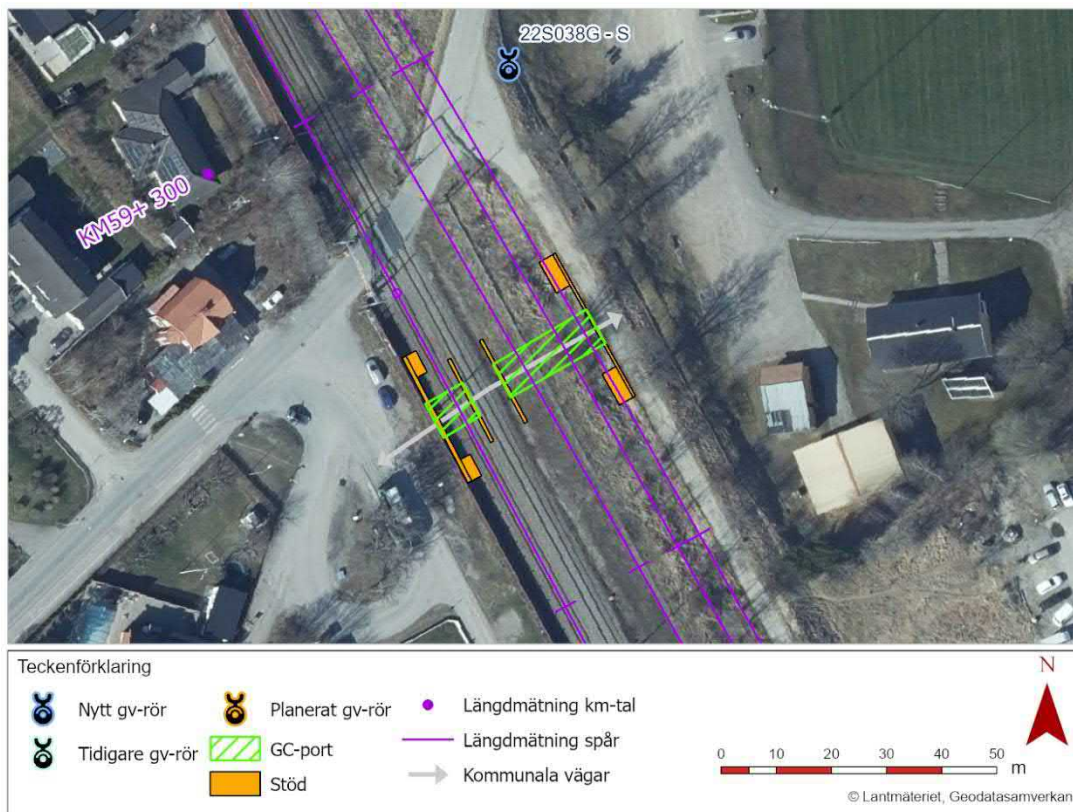 22S038G - S
KM59+ 300
Teckenförklaring
Nytt gv-rör
Tidigare gv-rör
Planerat gv-rör
GC-port
Stöd
Längdmätning km-tal
Längdmätning spår
Kommunala vägar
N
0 10 20 30 40 50
m
© Lantmäteriet, Geodatasamverkan